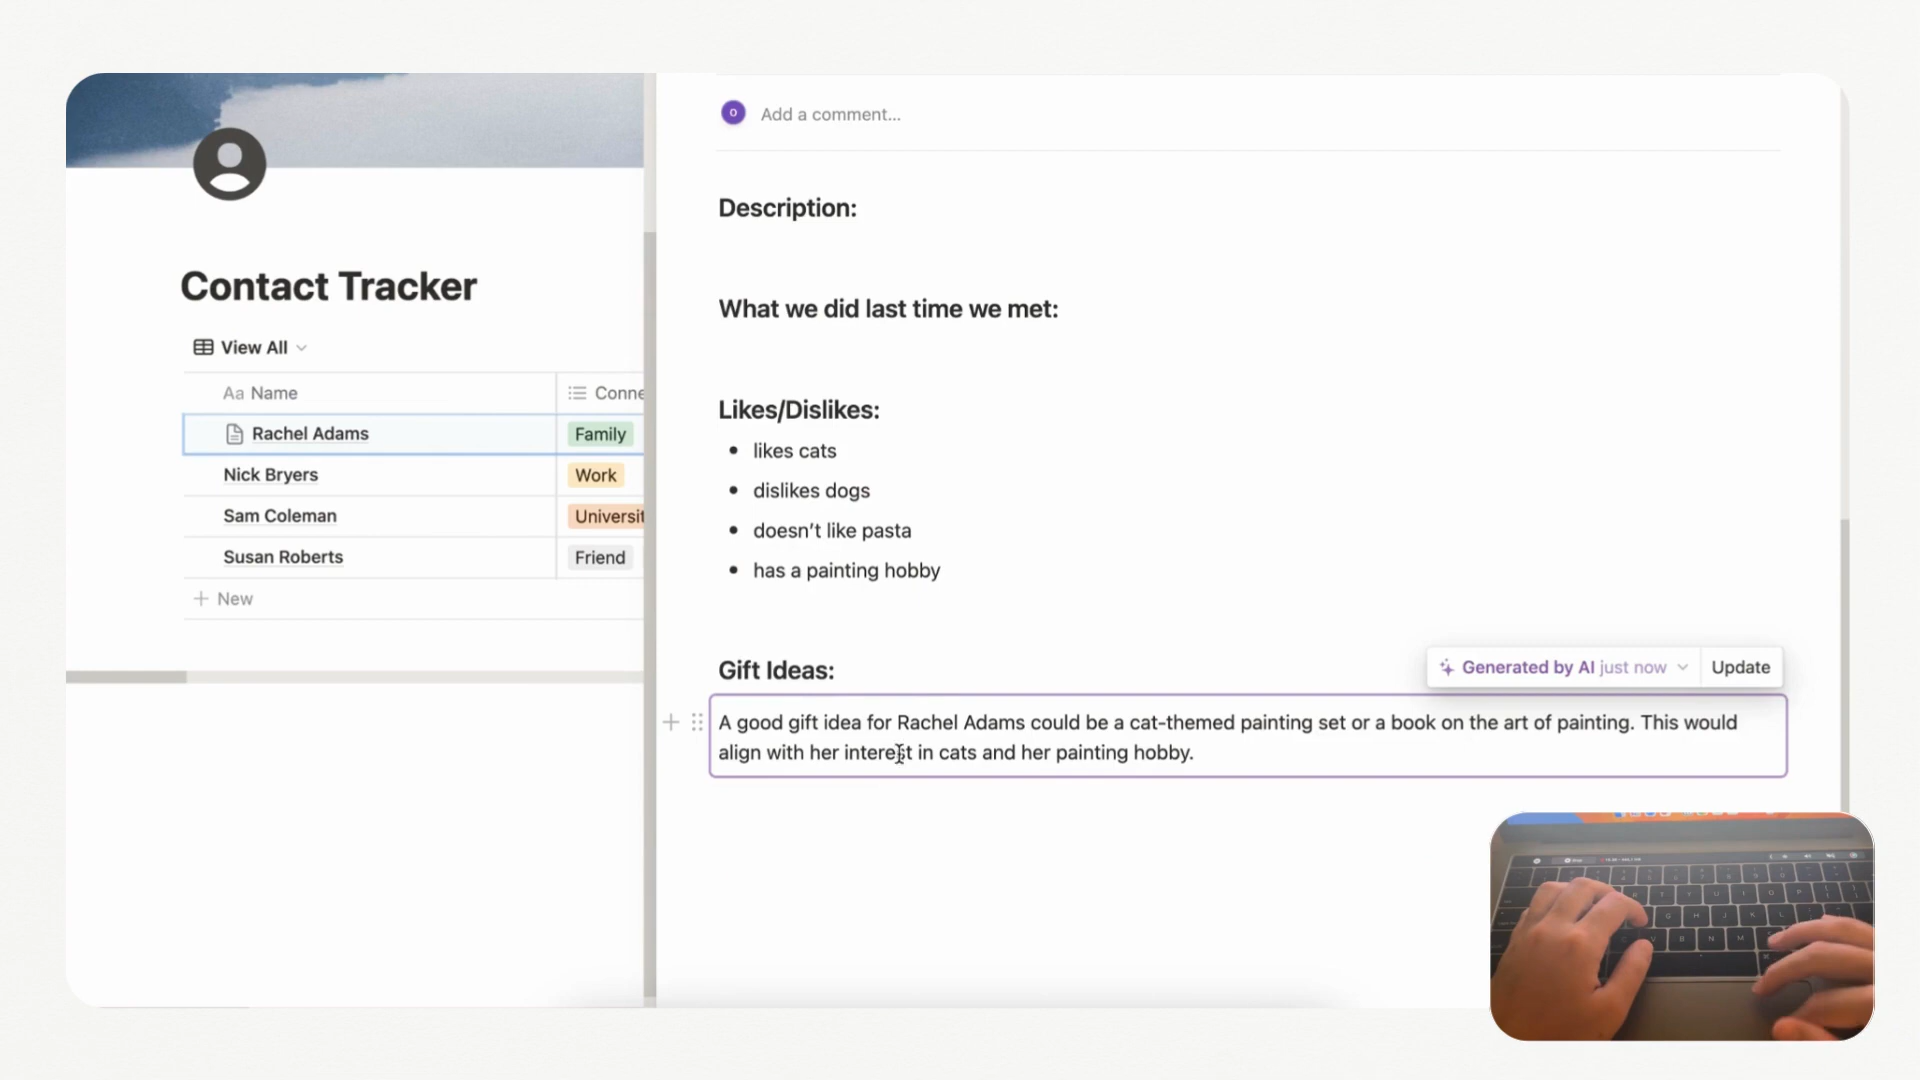 Contact Tracker
View All
Aa Name
Conne
Rachel Adams
Family
Nick Bryers
Work
Sam Coleman
Universit
Susan Roberts
Friend
New
O
Add a comment...
Description:
What we did last time we met:
Likes/Dislikes:
likes cats
dislikes dogs
doesn’t like pasta
has a painting hobby
Gift Ideas:
Generated by AI just now
Update
A good gift idea for Rachel Adams could be a cat-themed painting set or a book on the art of painting. This would
align with her interest in cats and her painting hobby.